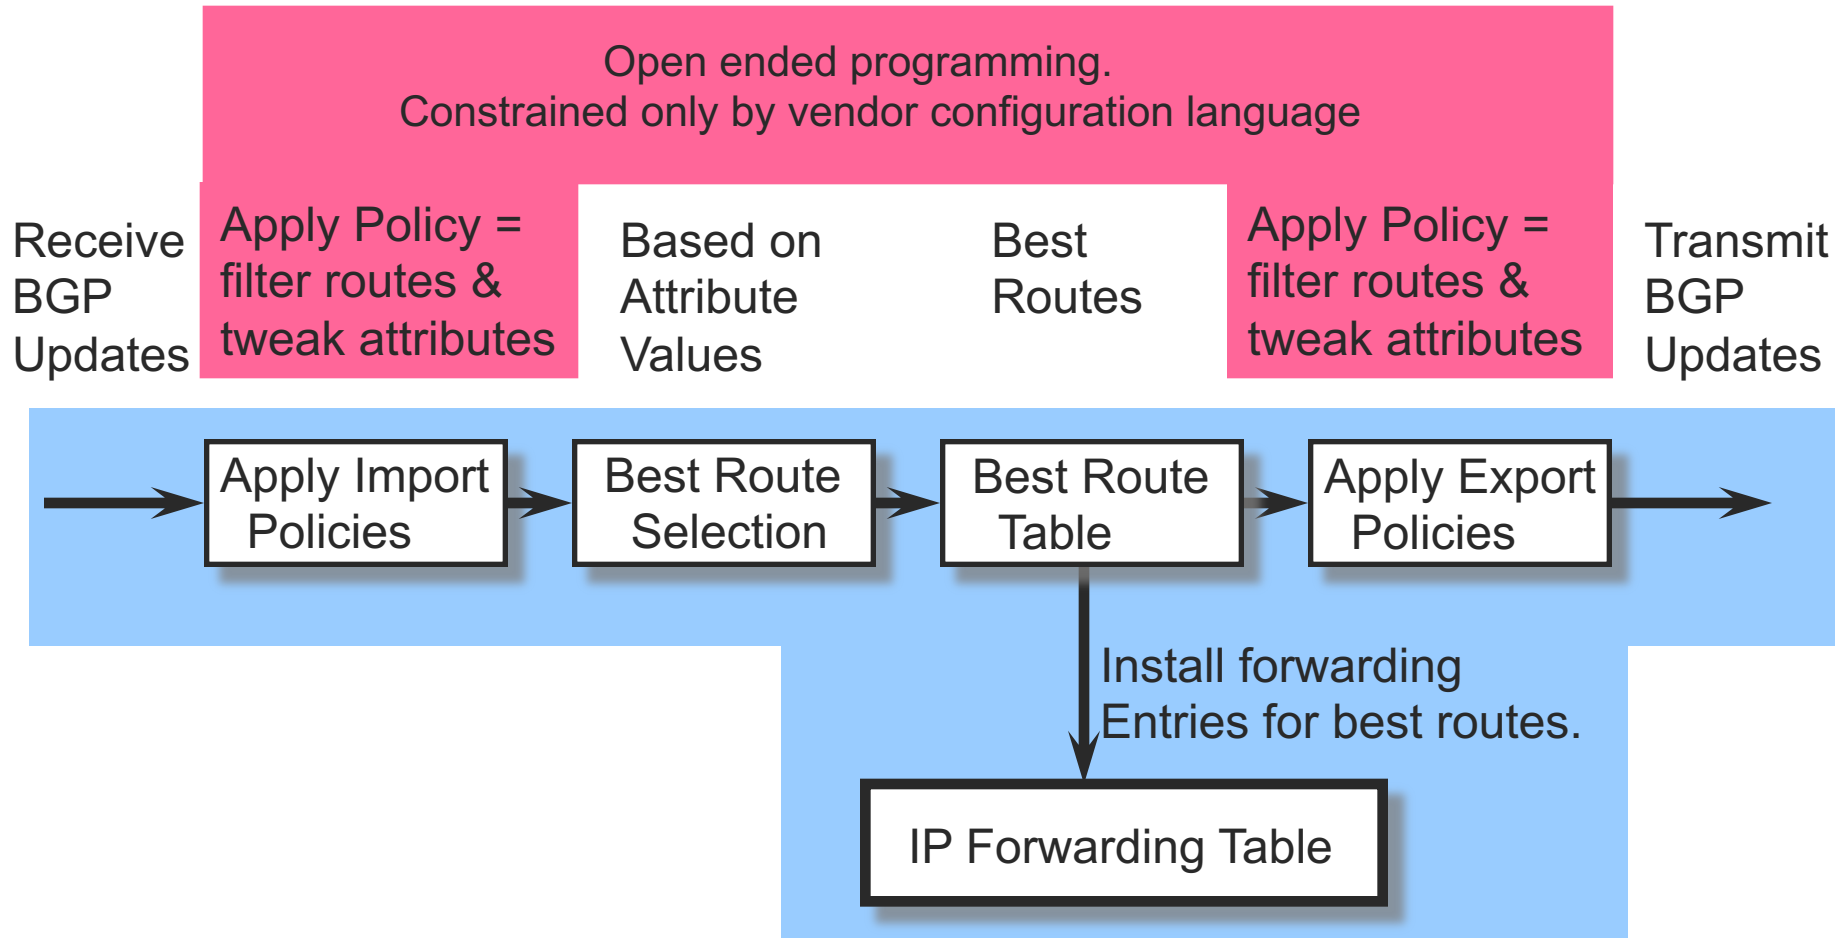 Open ended programming.
Constrained only by vendor configuration language
Receive
BGP
Updates
Apply Policy =
filter routes &
tweak attributes
Based on
Attribute
Values
Best
Routes
Apply Policy =
filter routes &
tweak attributes
Transmit
BGP
Updates
Apply Import
Policies
Best Route
Selection
Best Route
Table
Apply Export
Policies
Install forwarding
Entries for best routes.
IP Forwarding Table